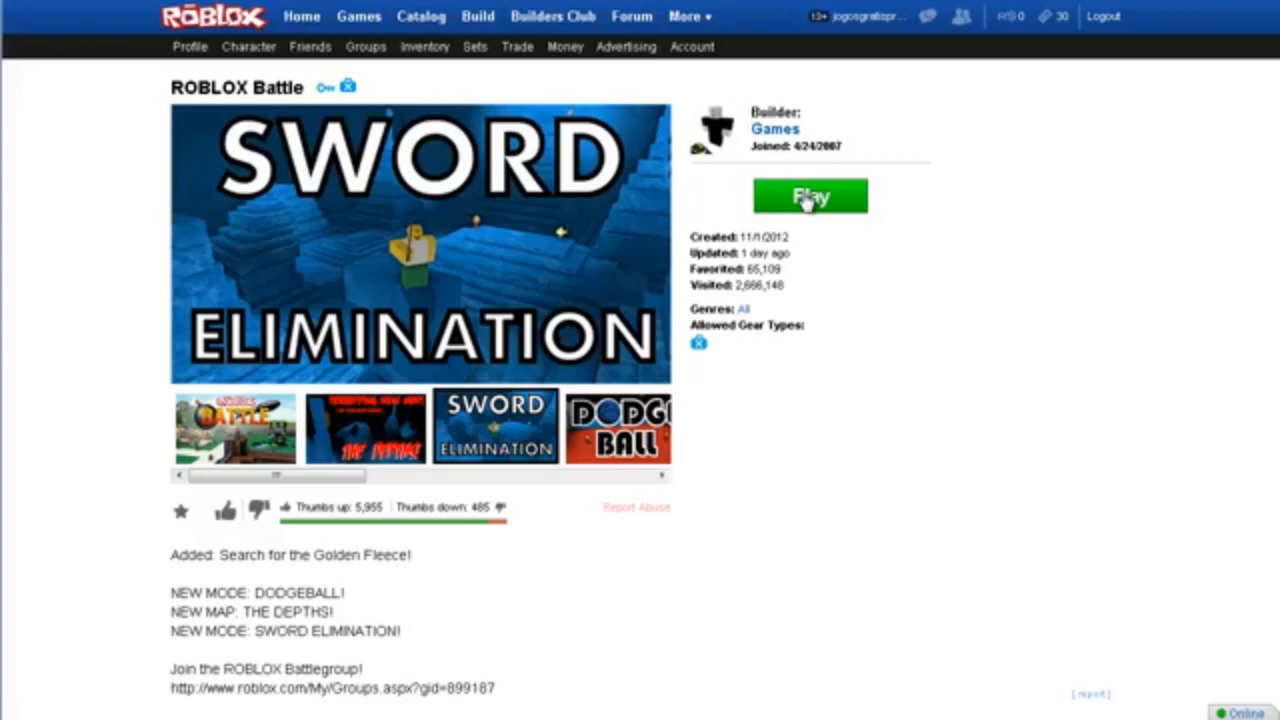 ROBLOX Home Games Catalog Build Builders Club Forum More 13+ jogosgratispr... 0 30 Logout
Profile Character Friends Groups Inventory Sets Trade Money Advertising Account
ROBLOX Battle
SWORD
ELIMINATION
Builder:
Games
Joined: 4/24/2007
Play
Created: 11/1/2012
Updated: 1 day ago
Favorited: 65,109
Visited: 2,666,148
Genres: All
Allowed Gear Types:
BATTLE
SWORD
ELIMINATION
DODG
BALL
Thumbs up: 5,955 Thumbs down: 485
Report Abuse
Added: Search for the Golden Fleece!
NEW MODE: DODGEBALL!
NEW MAP: THE DEPTHS!
NEW MODE: SWORD ELIMINATION!
Join the ROBLOX Battlegroup!
http://www.roblox.com/My/Groups.aspx?gid=899187
[ report ]
Online